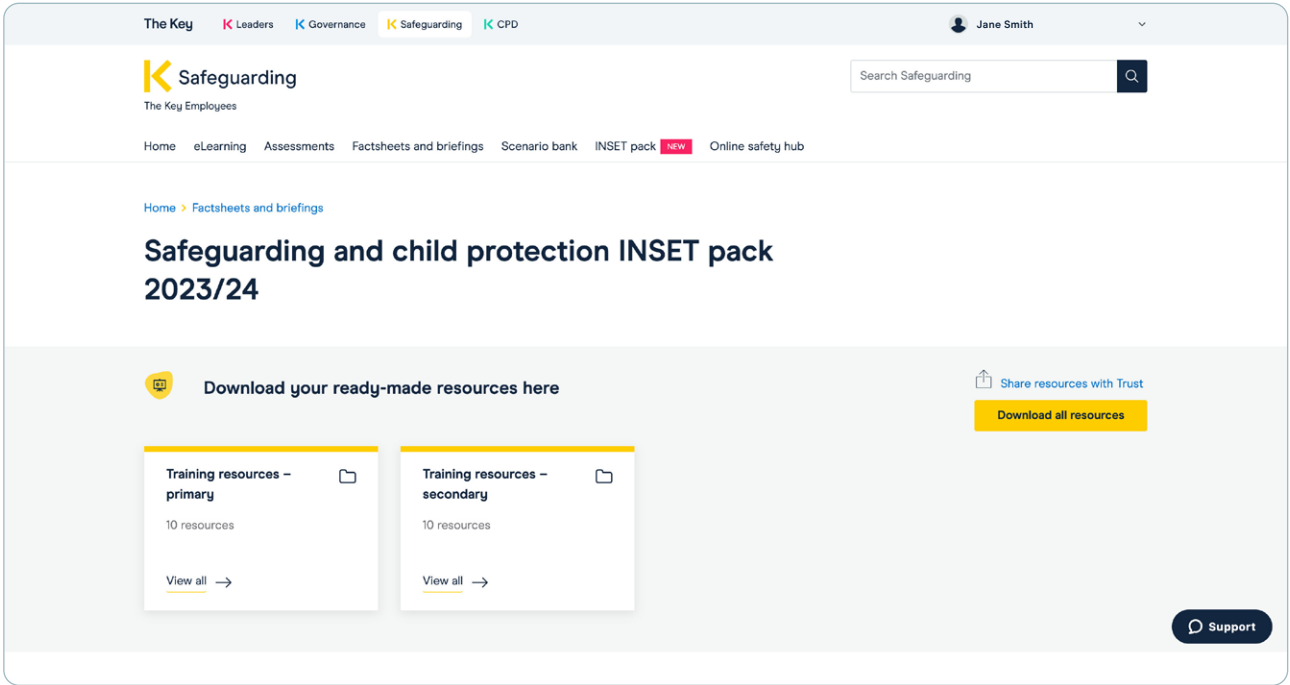 The Key Leaders Governance Safeguarding CPD Jane Smith
Safeguarding
The Key Employees
Search Safeguarding
Home eLearning Assessments Factsheets and briefings Scenario bank INSET pack NEW Online safety hub
Home > Factsheets and briefings
Safeguarding and child protection INSET pack
2023/24
Download your ready-made resources here
Share resources with Trust
Download all resources
Training resources –
primary
10 resources
View all
Training resources –
secondary
10 resources
View all
Support